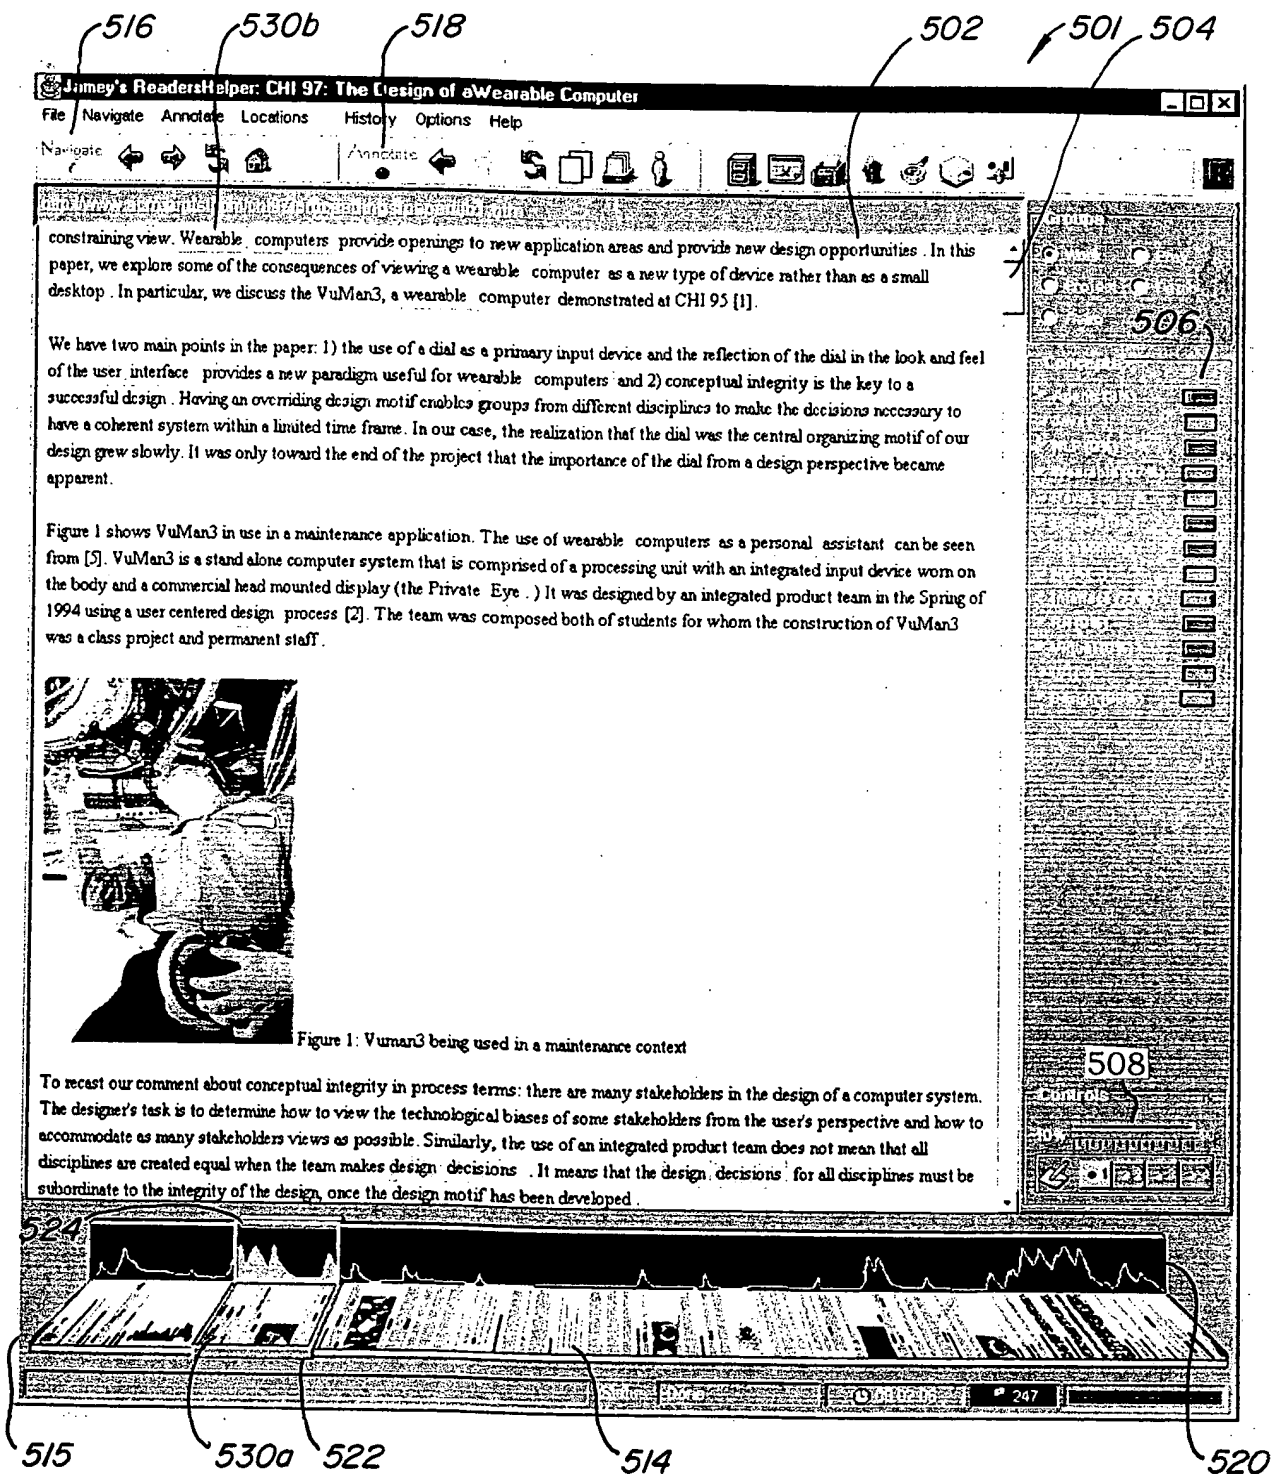 516 530b 518 502 501 504
Jamey's ReadersHelper: CHI 97: The Design of aWearable Computer
File Navigate Annotate Locations History Options Help
Navigate Annotate
constraining view. Wearable computers provide openings to new application areas and provide new design opportunities . In this
paper, we explore some of the consequences of viewing a wearable computer as a new type of device rather than as a small
desktop . In particular, we discuss the VuMan3, a wearable computer demonstrated at CHI 95 [1].
506
We have two main points in the paper: 1) the use of a dial as a primary input device and the reflection of the dial in the look and feel
of the user interface provides a new paradigm useful for wearable computers and 2) conceptual integrity is the key to a
successful design . Having an overriding design motif enables groups from different disciplines to make the decisions necessary to
have a coherent system within a limited time frame. In our case, the realization that the dial was the central organizing motif of our
design grew slowly. It was only toward the end of the project that the importance of the dial from a design perspective became
apparent.
Figure 1 shows VuMan3 in use in a maintenance application. The use of wearable computers as a personal assistant can be seen
from [5]. VuMan3 is a stand alone computer system that is comprised of a processing unit with an integrated input device worn on
the body and a commercial head mounted display (the Private Eye . ) It was designed by an integrated product team in the Spring of
1994 using a user centered design process [2]. The team was composed both of students for whom the construction of VuMan3
was a class project and permanent staff .
Figure 1: Vuman3 being used in a maintenance context
508
Controls
To recast our comment about conceptual integrity in process terms: there are many stakeholders in the design of a computer system.
The designer's task is to determine how to view the technological biases of some stakeholders from the user's perspective and how to
accommodate as many stakeholders views as possible. Similarly, the use of an integrated product team does not mean that all
disciplines are created equal when the team makes design decisions . It means that the design decisions for all disciplines must be
subordinate to the integrity of the design, once the design motif has been developed .
524
247
515 530a 522 514 520